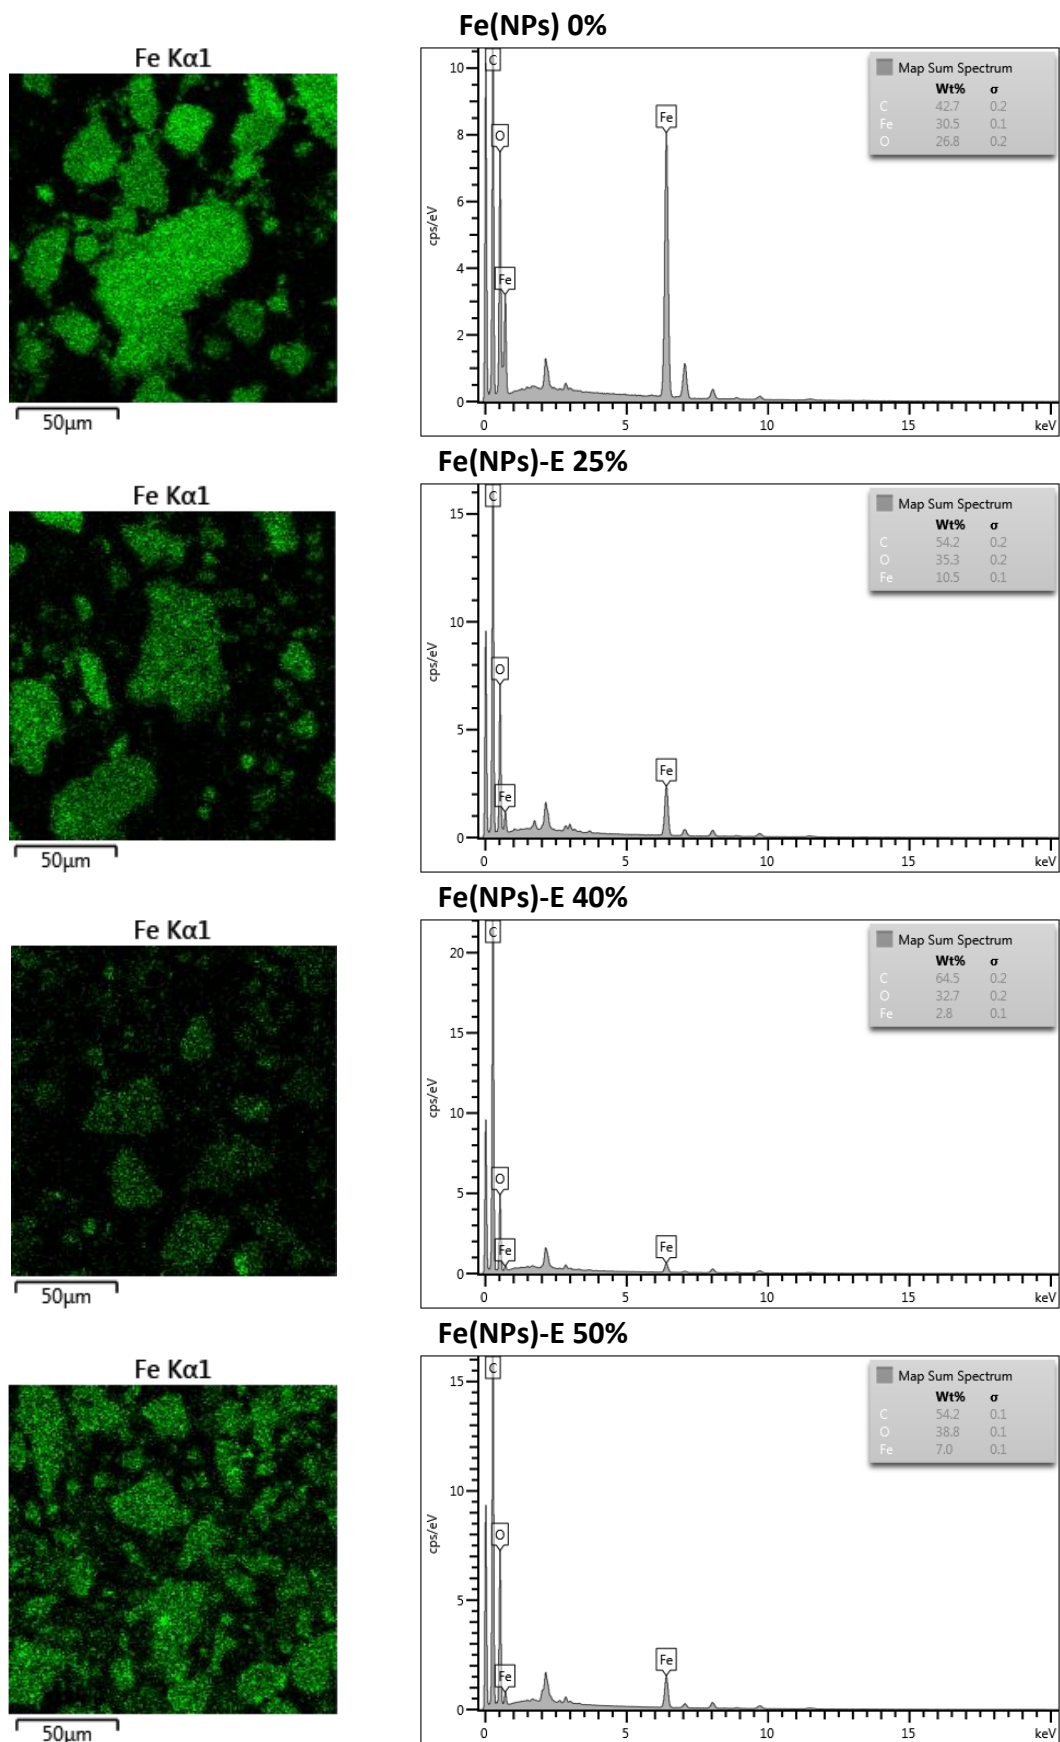 Fe(NPs) 0%
Fe Kα1
50µm
cps/eV
10
8
6
4
2
0
C
O
Fe
Fe
0 5 10 15 keV
Map Sum Spectrum
Wt% σ
C 42.7 0.2
Fe 30.5 0.1
O 26.8 0.2
Fe(NPs)-E 25%
Fe Kα1
50µm
cps/eV
15
10
5
0
C
O
Fe
Fe
0 5 10 15 keV
Map Sum Spectrum
Wt% σ
C 54.2 0.2
O 35.3 0.2
Fe 10.5 0.1
Fe(NPs)-E 40%
Fe Kα1
50µm
cps/eV
20
15
10
5
0
C
O
Fe
Fe
0 5 10 15 keV
Map Sum Spectrum
Wt% σ
C 64.5 0.2
O 32.7 0.2
Fe 2.8 0.1
Fe(NPs)-E 50%
Fe Kα1
50µm
cps/eV
15
10
5
0
C
O
Fe
Fe
0 5 10 15 keV
Map Sum Spectrum
Wt% σ
C 54.2 0.1
O 38.8 0.1
Fe 7.0 0.1